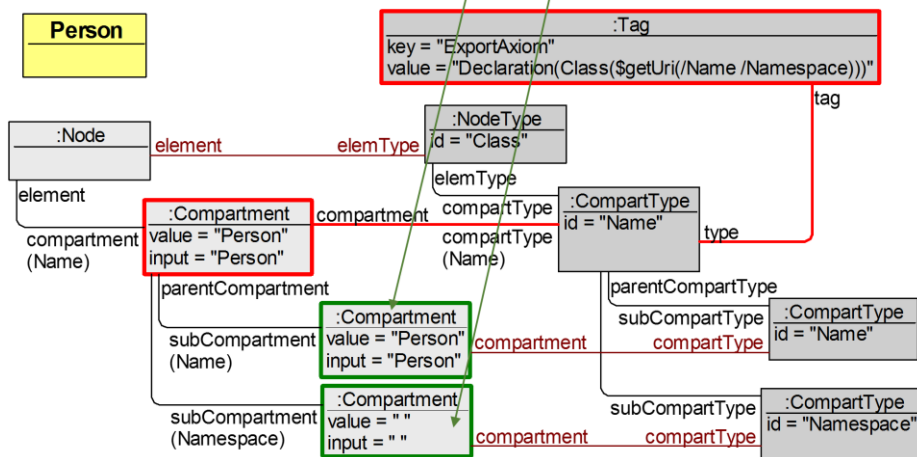 Person
:Tag
key = "ExportAxiom"
value = "Declaration(Class($getUri(/Name /Namespace)))"
tag
:Node
element
elemType
:NodeType
id = "Class"
element
elemType
compartment
(Name)
:Compartment
value = "Person"
input = "Person"
compartment
compartType
compartType
(Name)
:CompartType
id = "Name"
type
parentCompartment
subCompartment
(Name)
:Compartment
value = "Person"
input = "Person"
compartment
compartType
parentCompartType
subCompartType
:CompartType
id = "Name"
subCompartment
(Namespace)
:Compartment
value = " "
input = " "
compartment
compartType
subCompartType
:CompartType
id = "Namespace"